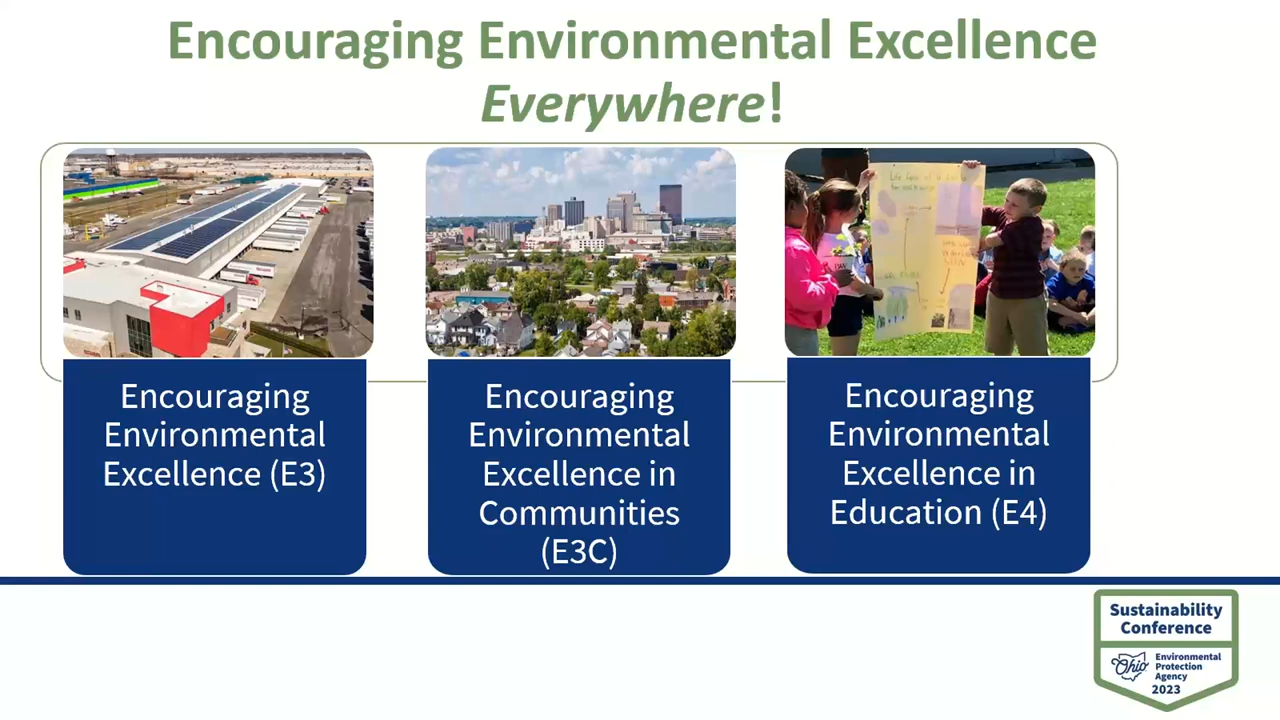 Encouraging Environmental Excellence
Everywhere!
Encouraging
Environmental
Excellence (E3)
Encouraging
Environmental
Excellence in
Communities
(E3C)
Encouraging
Environmental
Excellence in
Education (E4)
Sustainability
Conference
Ohio
Environmental
Protection
Agency
2023